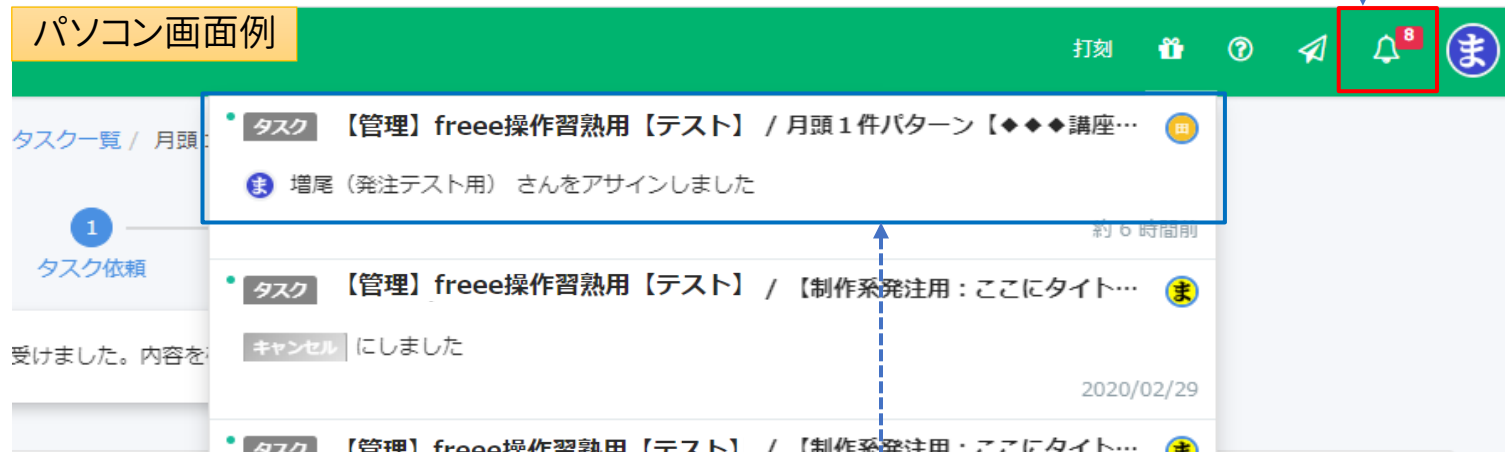 パソコン画面例
打刻
8
ま
タスク一覧 / 月頭
タスク 【管理】freee操作習熟用【テスト】 / 月頭１件パターン【◆◆◆講座… 田
ま 増尾（発注テスト用） さんをアサインしました
約 6 時間前
1
タスク依頼
タスク 【管理】freee操作習熟用【テスト】 / 【制作系発注用：ここにタイト… ま
受けました。内容を
キャンセル にしました
2020/02/29
タスク 【管理】freee操作習熟用【テスト】 / 【制作系発注用：ここにタイト… ま